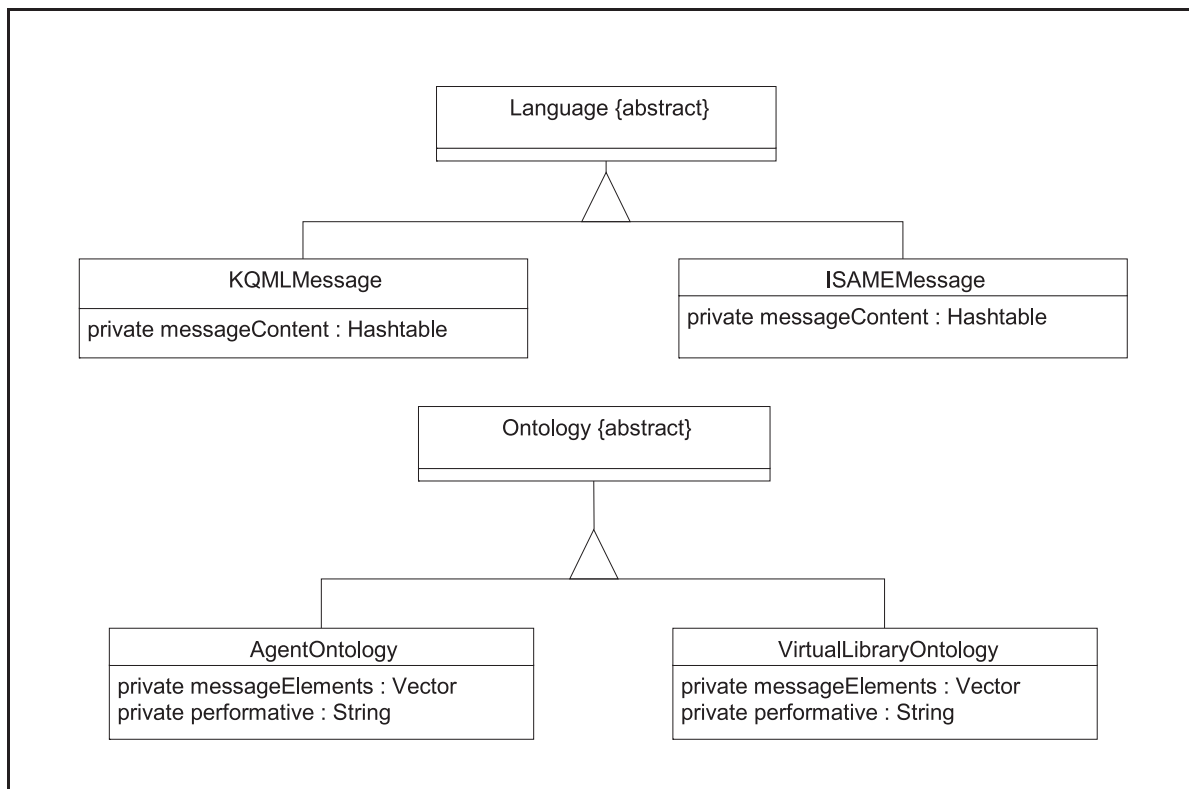 Language {abstract}
KQMLMessage
private messageContent : Hashtable
ISAMEMessage
private messageContent : Hashtable
Ontology {abstract}
AgentOntology
private messageElements : Vector
private performative : String
VirtualLibraryOntology
private messageElements : Vector
private performative : String